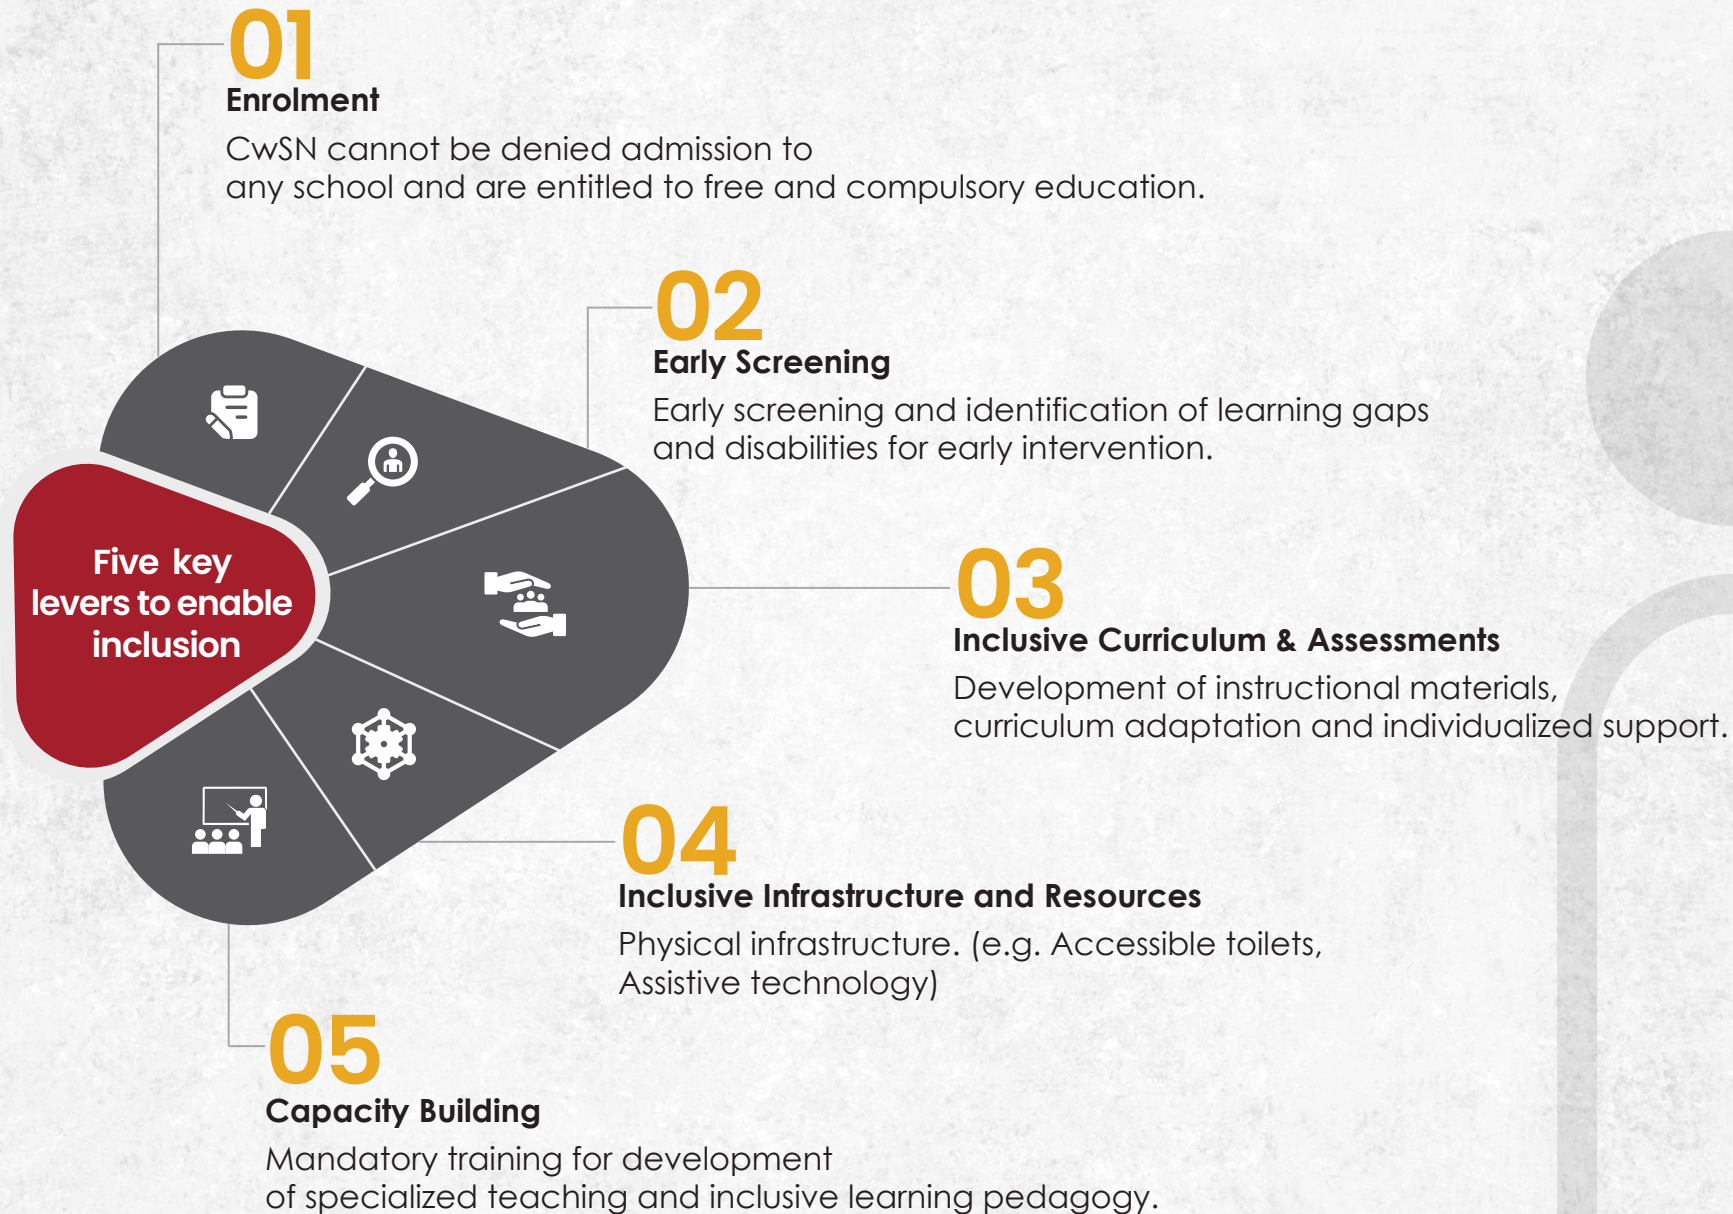 01
Enrolment
CwSN cannot be denied admission to
any school and are entitled to free and compulsory education.
02
Early Screening
Early screening and identification of learning gaps
and disabilities for early intervention.
Five key
levers to enable
inclusion
03
Inclusive Curriculum & Assessments
Development of instructional materials,
curriculum adaptation and individualized support.
04
Inclusive Infrastructure and Resources
Physical infrastructure. (e.g. Accessible toilets,
Assistive technology)
05
Capacity Building
Mandatory training for development
of specialized teaching and inclusive learning pedagogy.